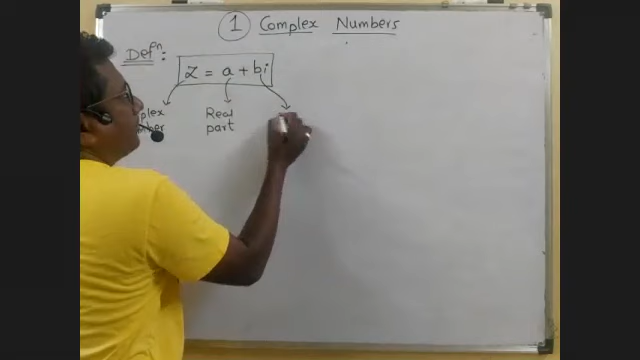 ① Complex Numbers
Defⁿ:
z = a + bi
Real
part